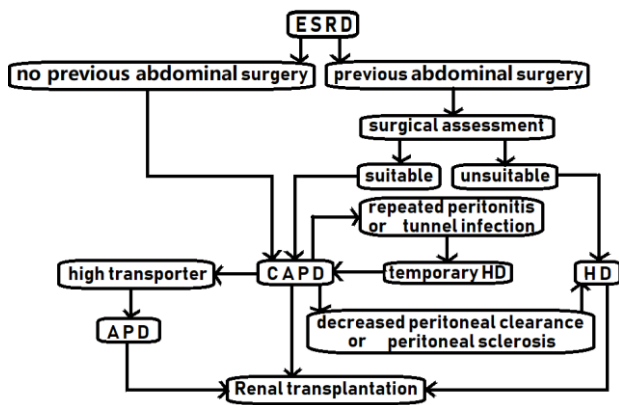 ESRD
no previous abdominal surgery
previous abdominal surgery
surgical assessment
suitable
unsuitable
repeated peritonitis
or tunnel infection
high transporter
CAPD
temporary HD
HD
APD
decreased peritoneal clearance
or peritoneal sclerosis
Renal transplantation